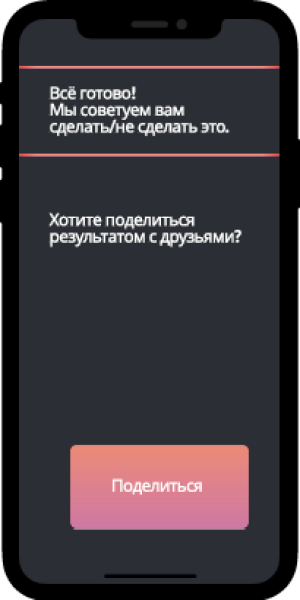 Всё готово!
Мы советуем вам
сделать/не сделать это.
Хотите поделиться
результатом с друзьями?
Поделиться